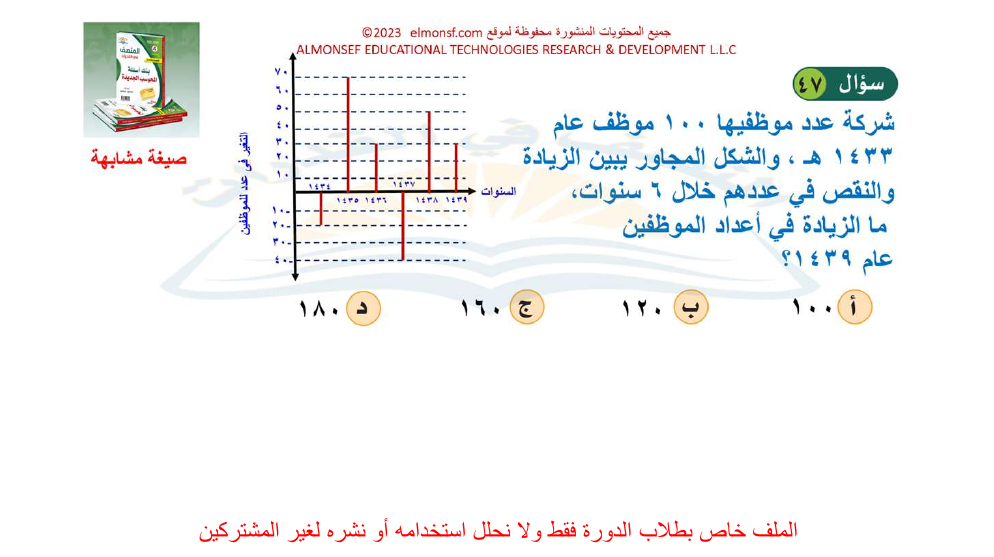 جميع المحتويات المنشورة محفوظة لموقع elmonsf.com ©2023
ALMONSEF EDUCATIONAL TECHNOLOGIES RESEARCH & DEVELOPMENT L.L.C
سؤال ٤٧
شركة عدد موظفيها ١٠٠ موظف عام
١٤٣٣ هـ ، والشكل المجاور يبين الزيادة
والنقص في عددهم خلال ٦ سنوات،
ما الزيادة في أعداد الموظفين
عام ١٤٣٩؟
التغير في عدد للموظفين
٧٠
٦٠
٥٠
٤٠
٣٠
٢٠
١٠
١٠-
٢٠-
٣٠-
٤٠-
١٤٣٤
١٤٣٥
١٤٣٦
١٤٣٧
١٤٣٨
١٤٣٩
السنوات
المنصف
صيغة مشابهة
أ ١٠٠
ب ١٢٠
ج ١٦٠
د ١٨٠
الملف خاص بطلاب الدورة فقط ولا نحلل استخدامه أو نشره لغير المشتركين